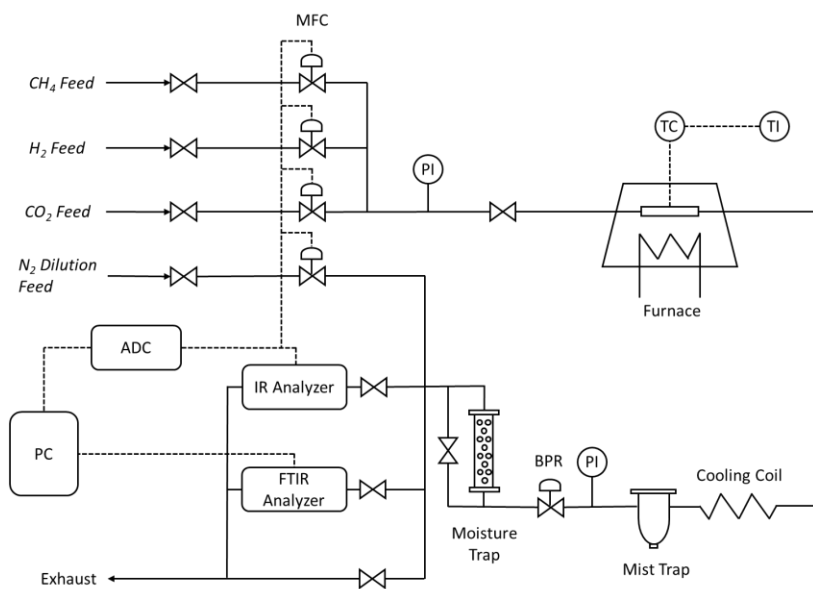 MFC
CH₄ Feed
H₂ Feed
CO₂ Feed
N₂ Dilution
Feed
PI
TC
TI
Furnace
ADC
IR Analyzer
PC
FTIR
Analyzer
Moisture
Trap
BPR
PI
Mist Trap
Cooling Coil
Exhaust